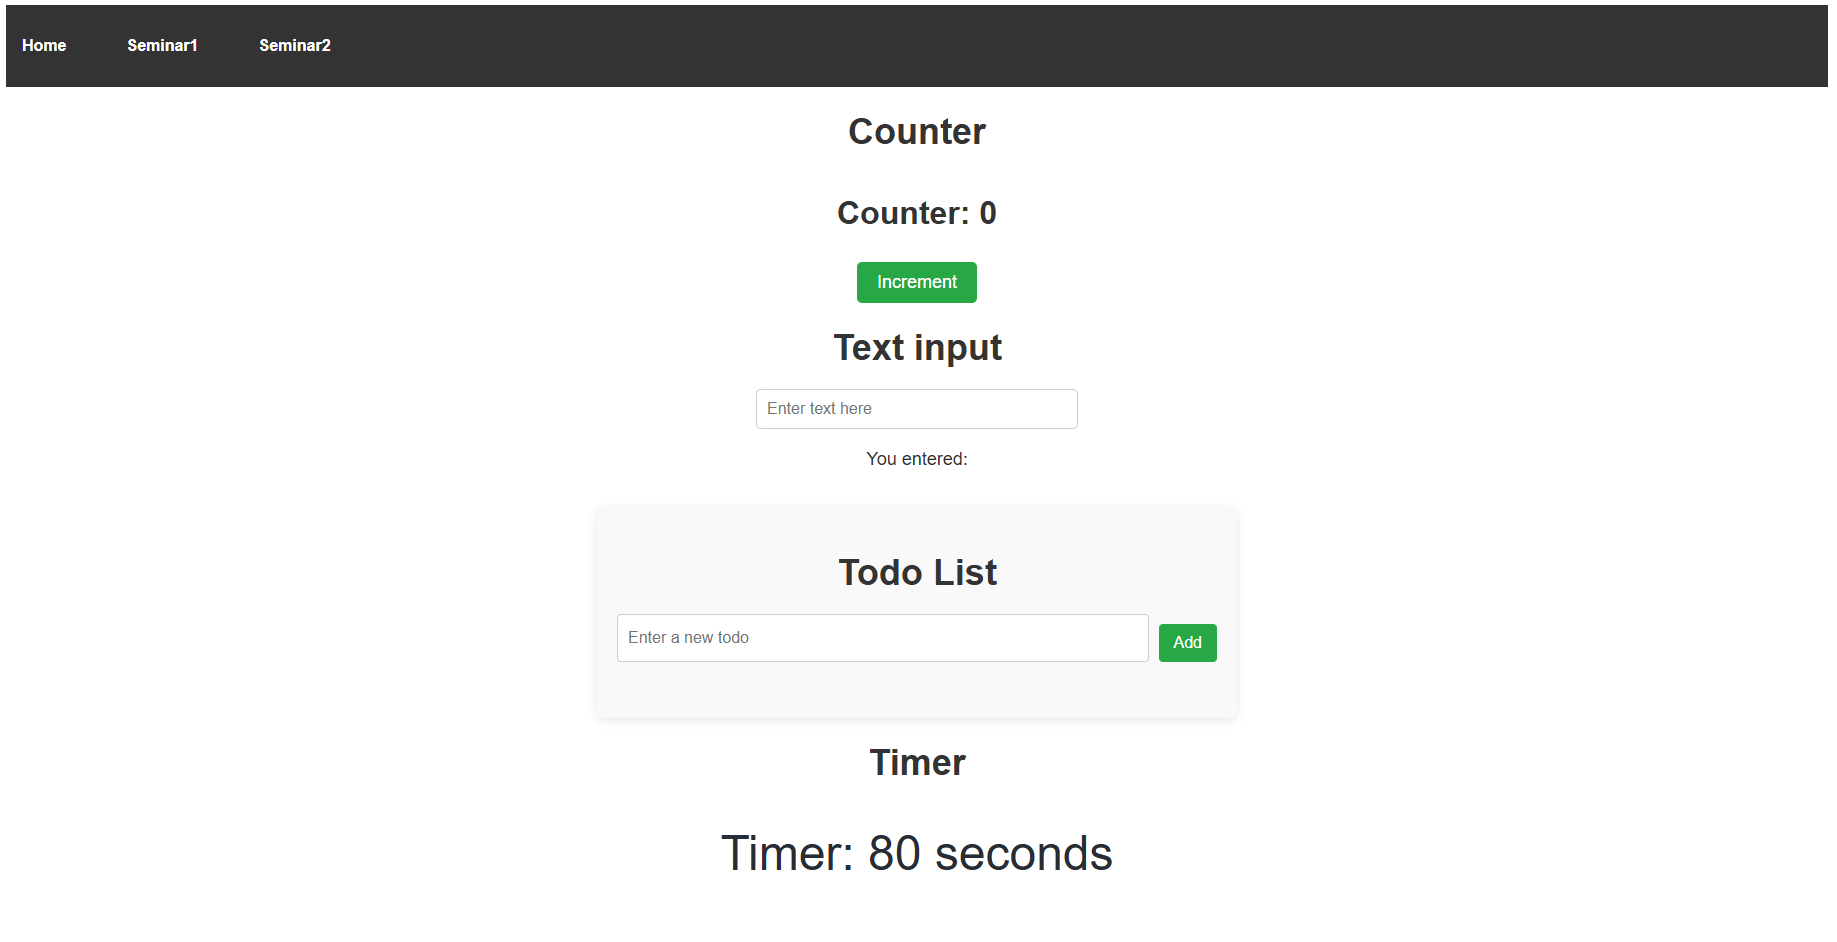 Home Seminar1 Seminar2
Counter
Counter: 0
Increment
Text input
Enter text here
You entered:
Todo List
Enter a new todo Add
Timer
Timer: 80 seconds